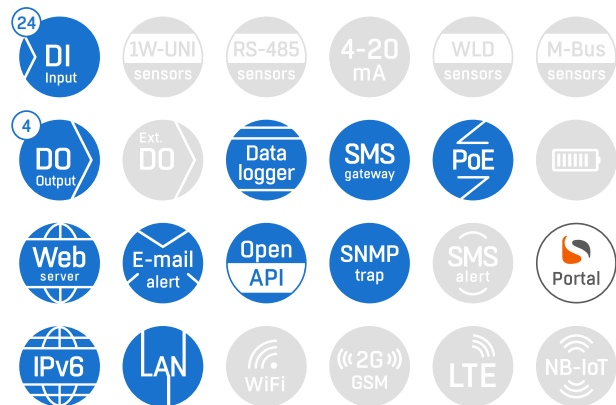 24
DI
Input
1W-UNI
sensors
RS-485
sensors
4-20
mA
WLD
sensors
M-Bus
sensors
4
DO
Output
Ext.
DO
Data
logger
SMS
gateway
PoE
Web
server
E-mail
alert
Open
API
SNMP
trap
SMS
alert
Portal
IPv6
LAN
WiFi
2G
GSM
LTE
NB-IoT